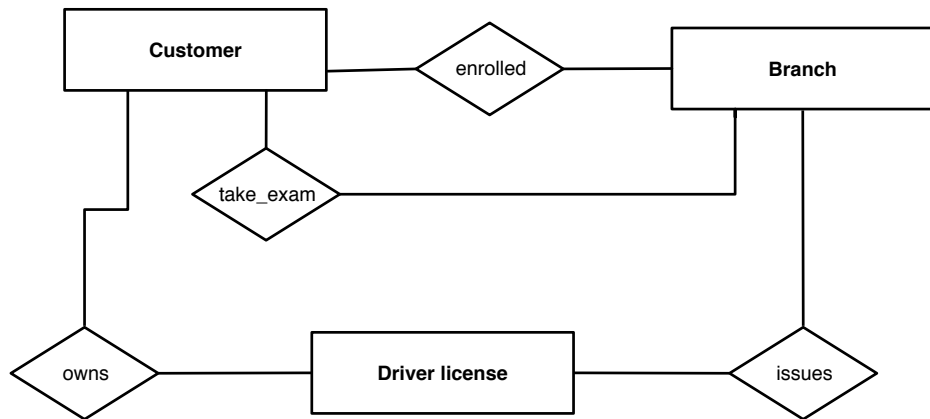 Customer
enrolled
Branch
take_exam
owns
Driver license
issues